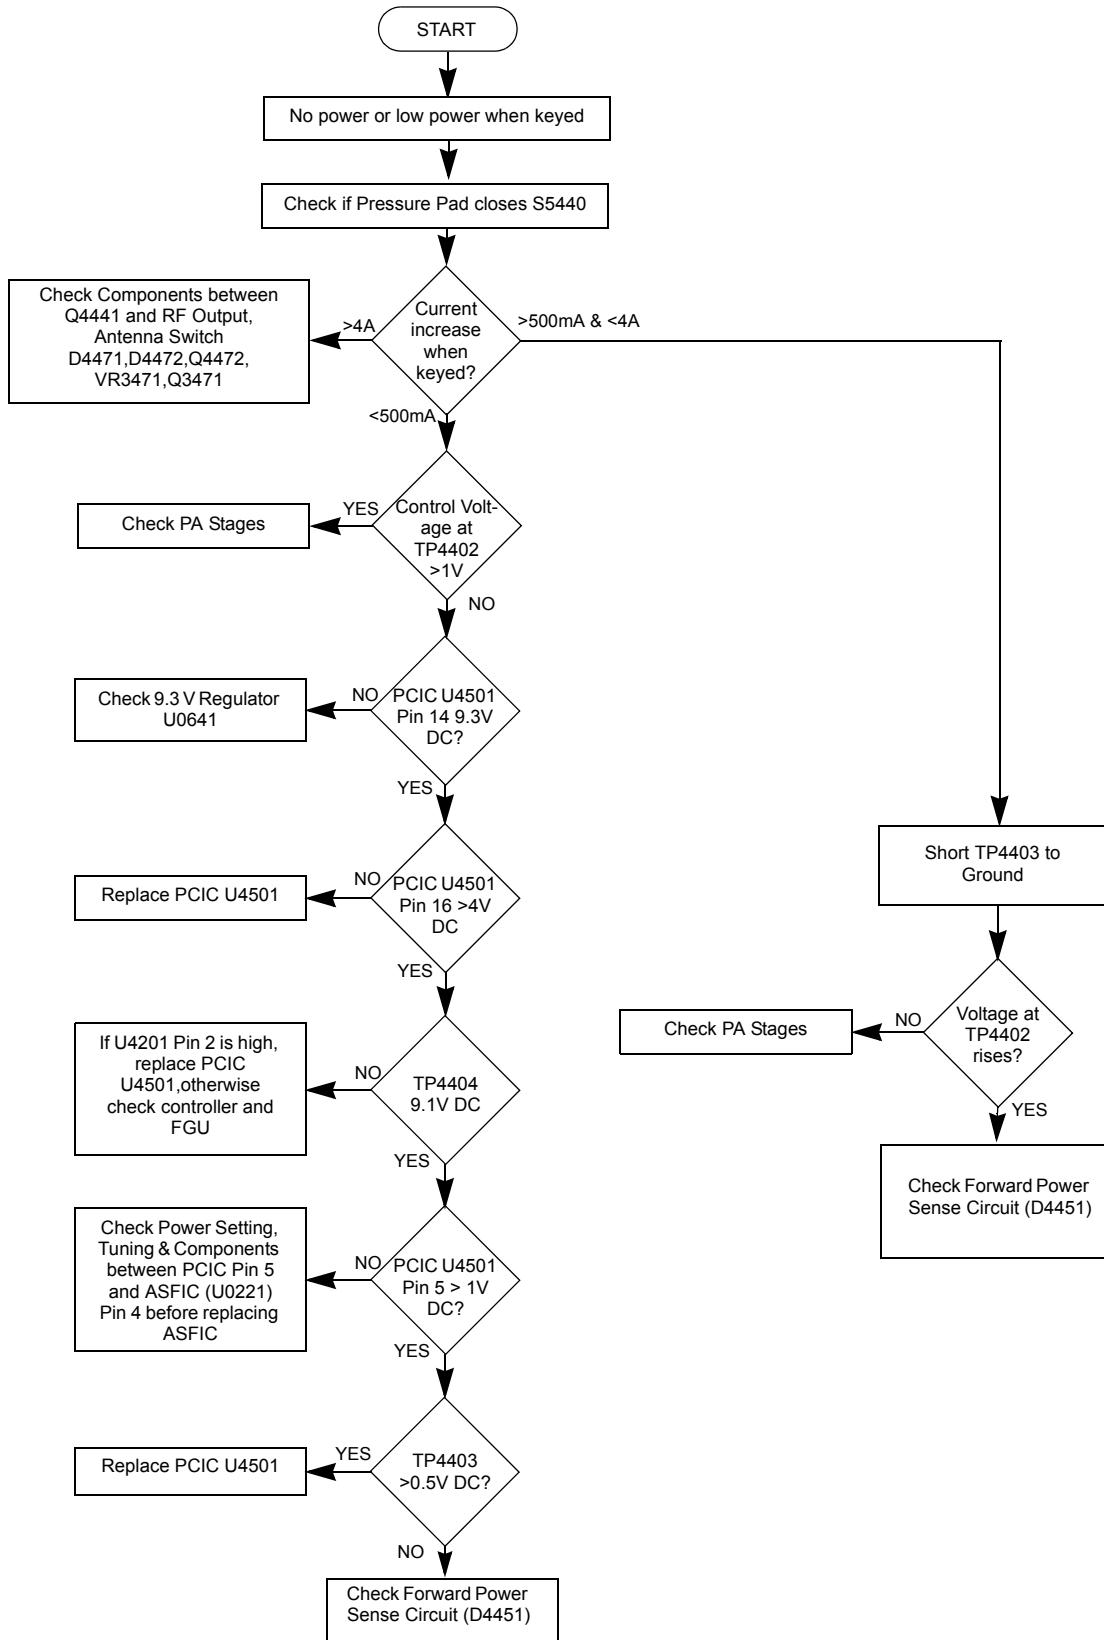 START
No power or low power when keyed
Check if Pressure Pad closes S5440
Check Components between
Q4441 and RF Output,
Antenna Switch
D4471,D4472,Q4472,
VR3471,Q3471
>4A
Current
increase
when
keyed?
>500mA & <4A
<500mA
Check PA Stages
YES
Control Volt-
age at
TP4402
>1V
NO
Check 9.3 V Regulator
U0641
NO
PCIC U4501
Pin 14 9.3V
DC?
YES
Replace PCIC U4501
NO
PCIC U4501
Pin 16 >4V
DC
YES
If U4201 Pin 2 is high,
replace PCIC
U4501,otherwise
check controller and
FGU
NO
TP4404
9.1V DC
YES
Check Power Setting,
Tuning & Components
between PCIC Pin 5
and ASFIC (U0221)
Pin 4 before replacing
ASFIC
NO
PCIC U4501
Pin 5 > 1V
DC?
YES
Replace PCIC U4501
YES
TP4403
>0.5V DC?
NO
Check Forward Power
Sense Circuit (D4451)
Short TP4403 to
Ground
Check PA Stages
NO
Voltage at
TP4402
rises?
YES
Check Forward Power
Sense Circuit (D4451)